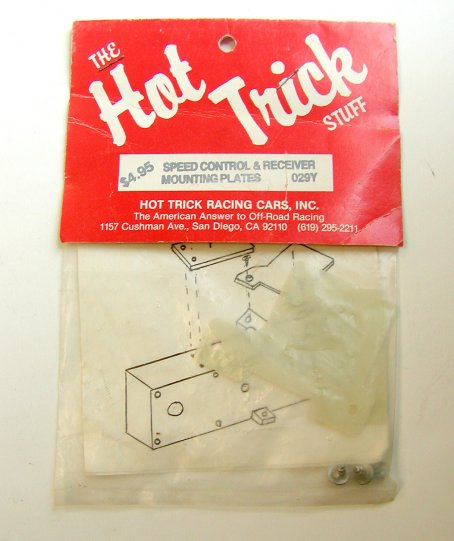 THE
Hot Trick
STUFF
$4.95 SPEED CONTROL & RECEIVER
MOUNTING PLATES 029Y
HOT TRICK RACING CARS, INC.
The American Answer to Off-Road Racing
1157 Cushman Ave., San Diego, CA 92110 (619) 295-2211